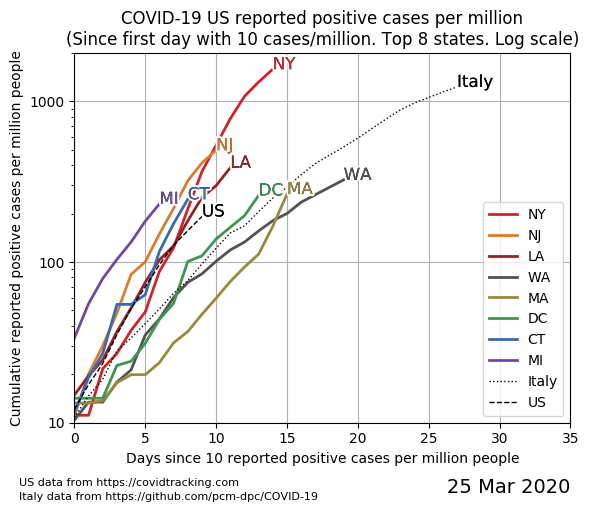 COVID-19 US reported positive cases per million
(Since first day with 10 cases/million. Top 8 states. Log scale)
Cumulative reported positive cases per million people
1000
100
10
NY
Italy
NJ
LA
WA
MI
CT
DC
MA
US
NY
NJ
LA
WA
MA
DC
CT
MI
Italy
US
0 5 10 15 20 25 30 35
Days since 10 reported positive cases per million people
US data from https://covidtracking.com
Italy data from https://github.com/pcm-dpc/COVID-19
25 Mar 2020